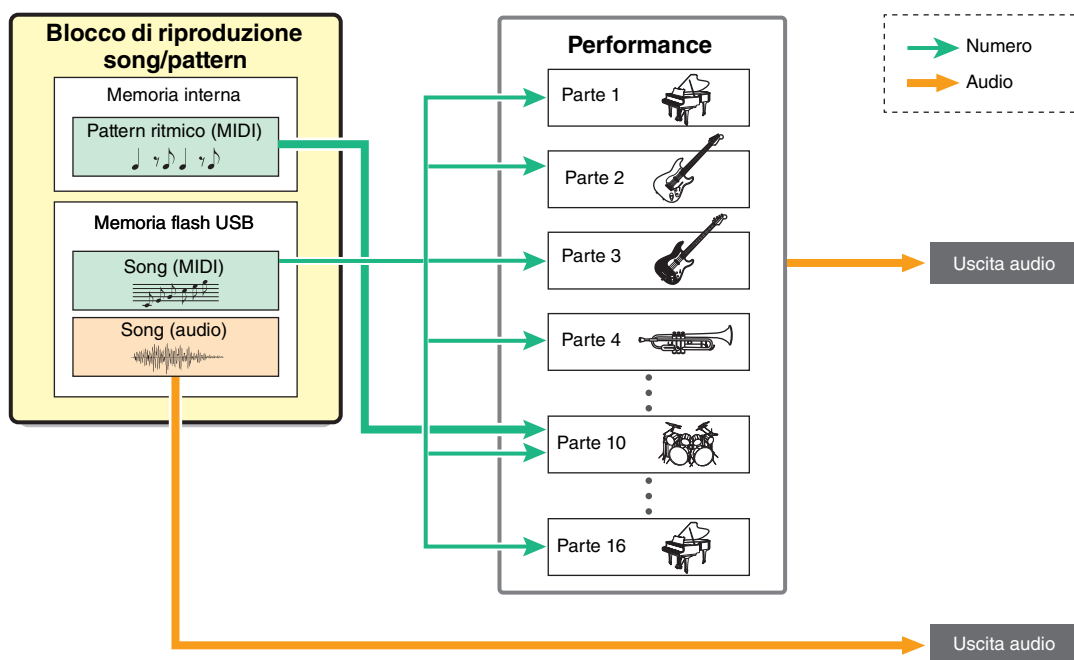 Blocco di riproduzione
song/pattern
Memoria interna
Pattern ritmico (MIDI)
Memoria flash USB
Song (MIDI)
Song (audio)
Performance
Parte 1
Parte 2
Parte 3
Parte 4
Parte 10
Parte 16
Numero
Audio
Uscita audio
Uscita audio